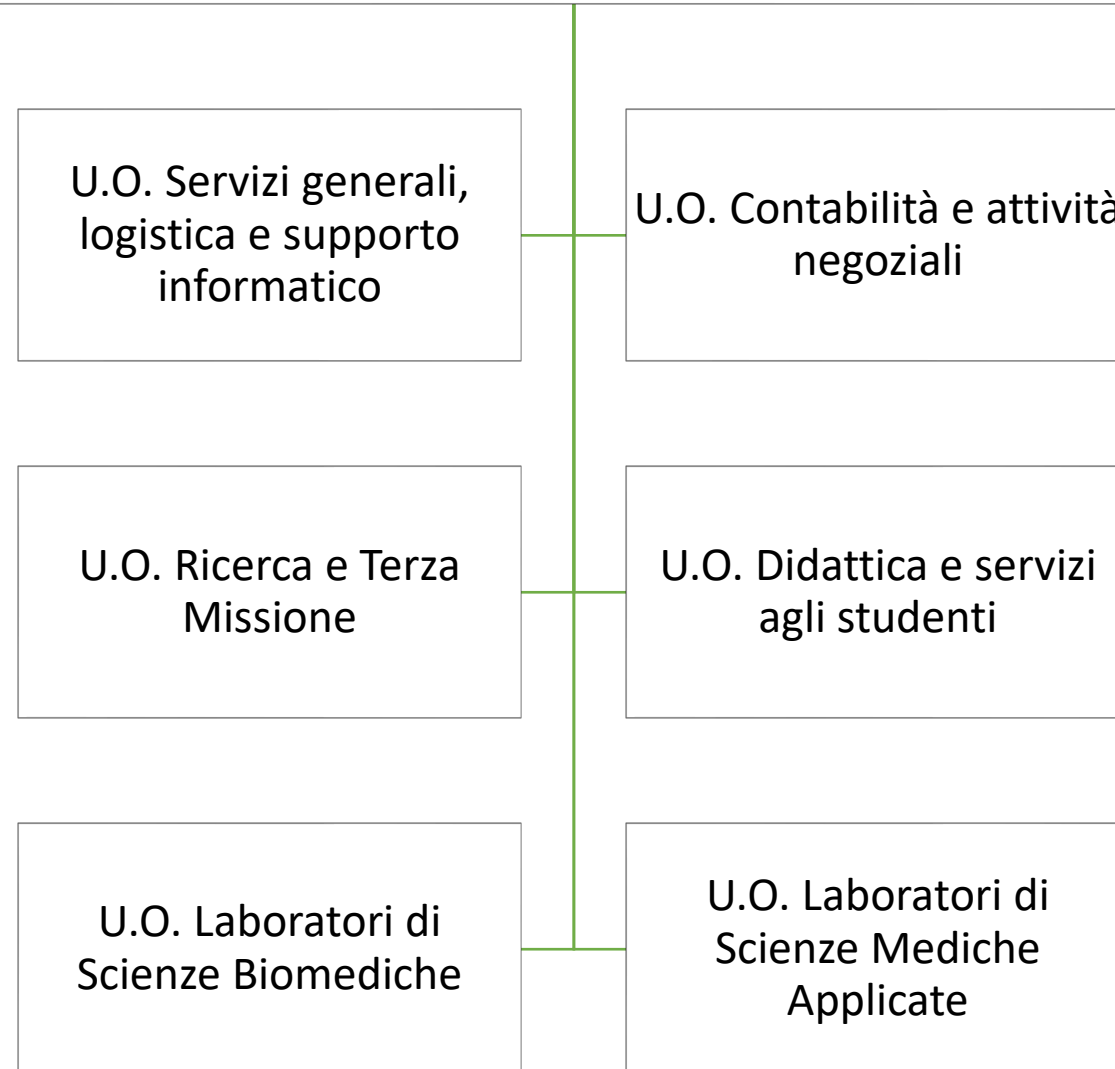 U.O. Servizi generali,
logistica e supporto
informatico
U.O. Contabilità e attività
negoziali
U.O. Ricerca e Terza
Missione
U.O. Didattica e servizi
agli studenti
U.O. Laboratori di
Scienze Biomediche
U.O. Laboratori di
Scienze Mediche
Applicate